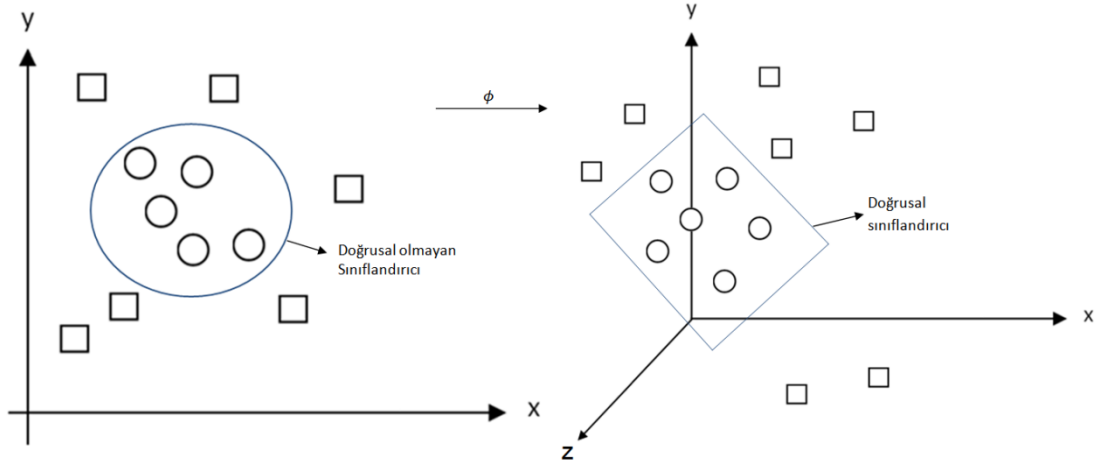 y
Doğrusal olmayan
Sınıflandırıcı
x
ϕ
y
Doğrusal
sınıflandırıcı
x
z